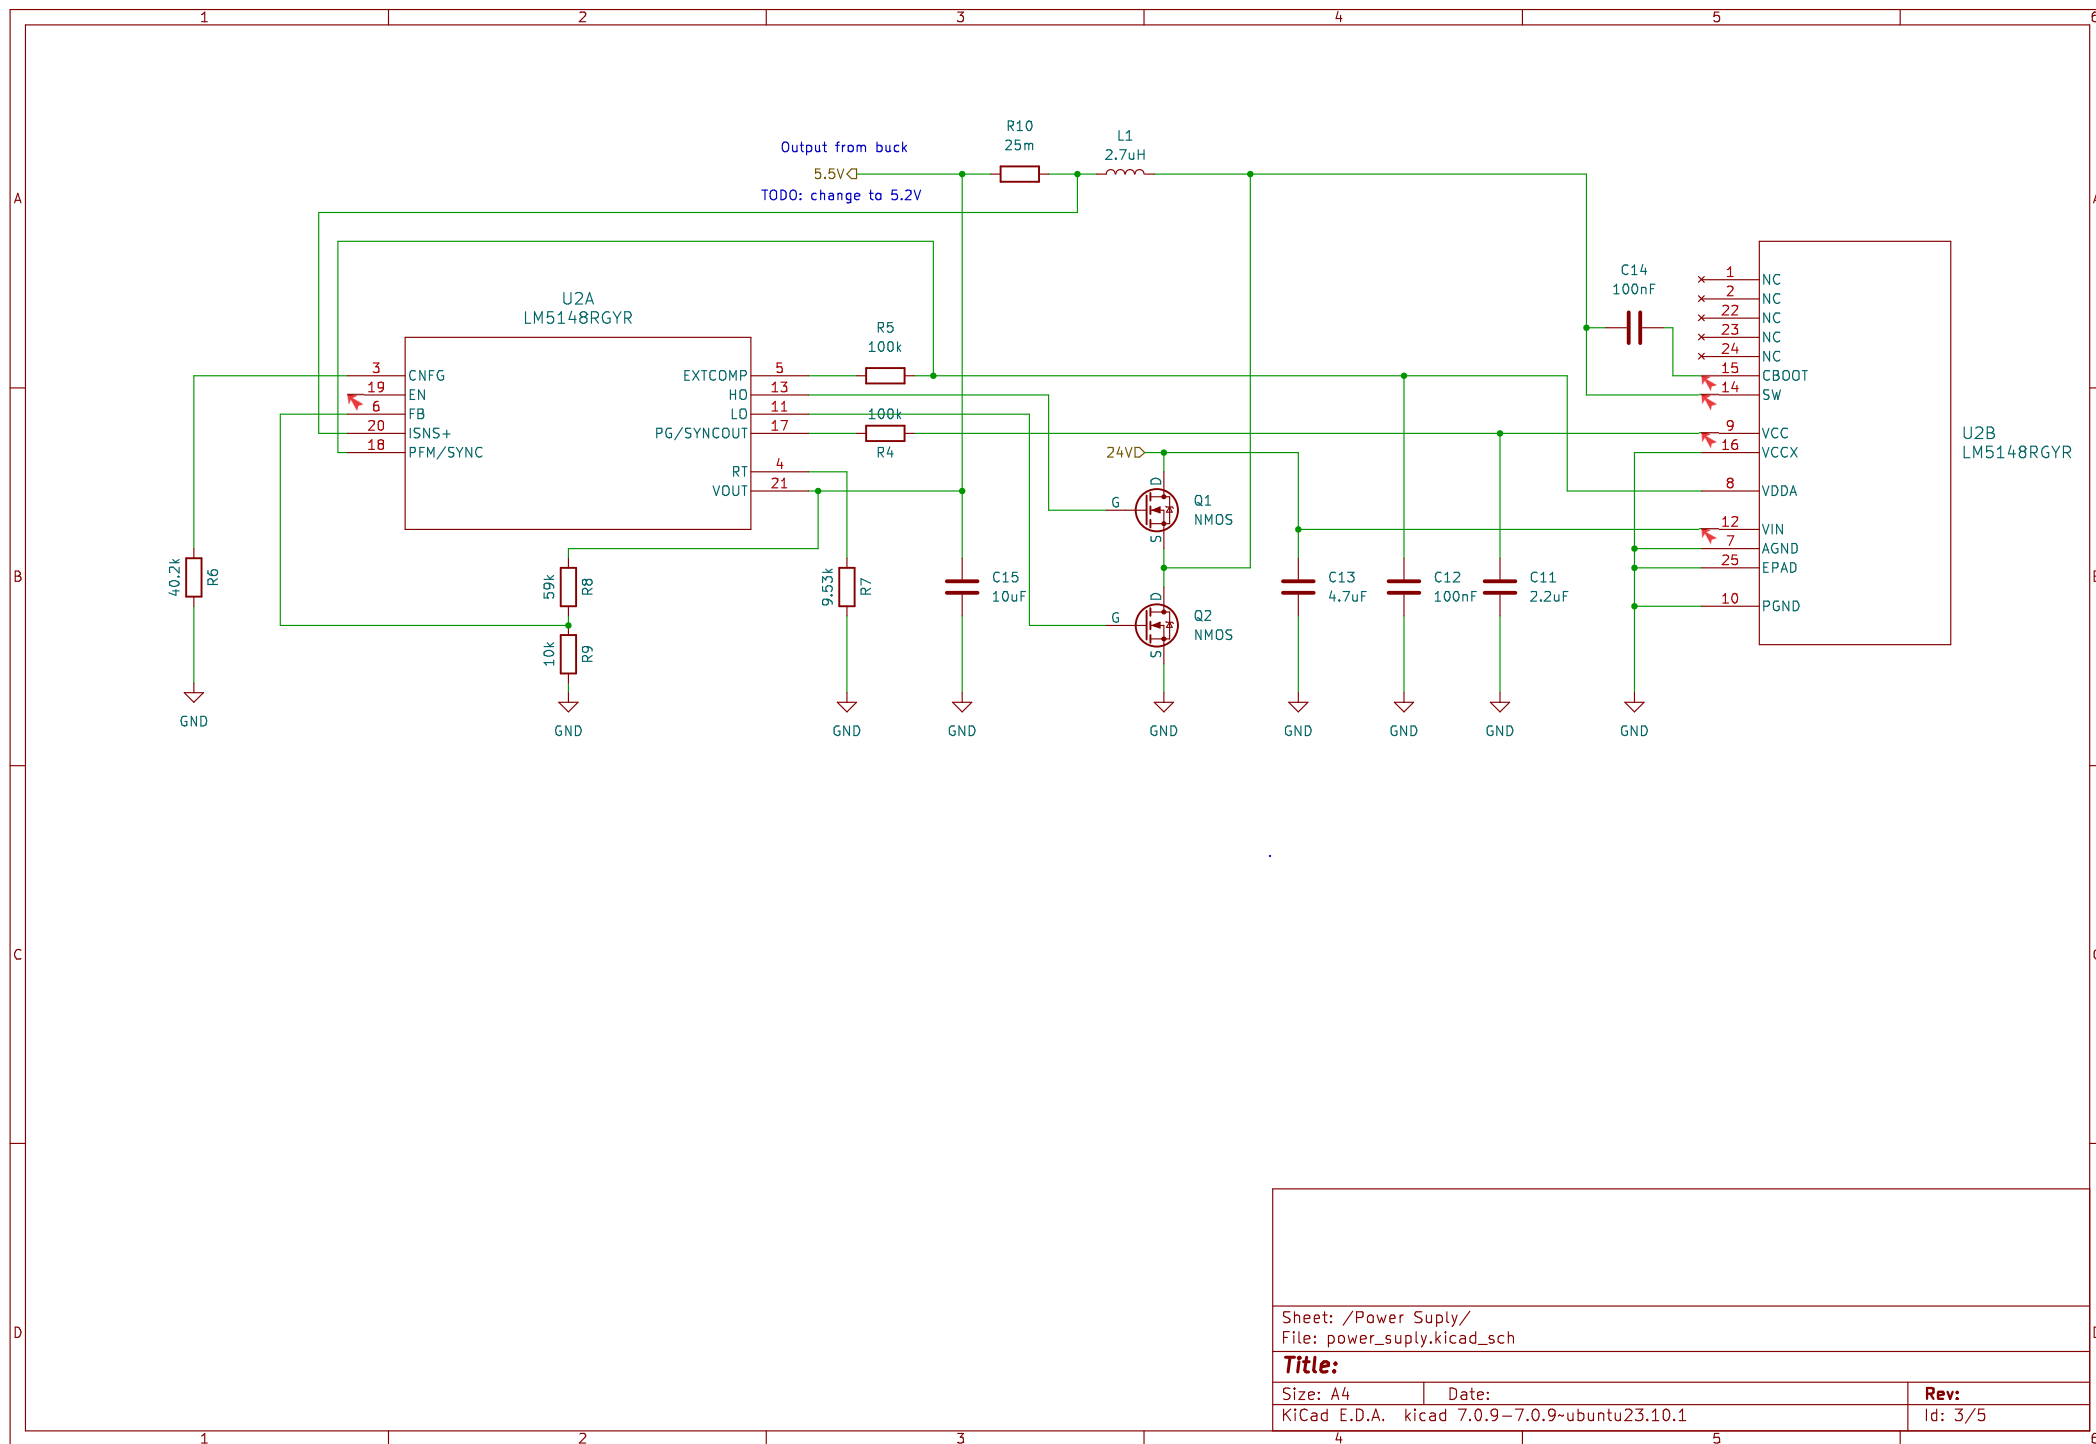 1 2 3 4 5 6
A
B
C
D
Output from buck
5.5V
TODO: change to 5.2V
R10
25m
L1
2.7uH
U2A
LM5148RGYR
3 CNFG
19 EN
6 FB
20 ISNS+
18 PFM/SYNC
EXTCOMP 5
HO 13
LO 11
PG/SYNCOUT 17
RT 4
VOUT 21
R5
100k
100k
R4
24V
G
D
S
Q1
NMOS
G
D
S
Q2
NMOS
40.2k
R6
59k
R8
10k
R9
9.53k
R7
C15
10uF
C13
4.7uF
C12
100nF
C11
2.2uF
C14
100nF
1 NC
2 NC
22 NC
23 NC
24 NC
15 CBOOT
14 SW
9 VCC
16 VCCX
8 VDDA
12 VIN
7 AGND
25 EPAD
10 PGND
U2B
LM5148RGYR
GND
GND
GND
GND
GND
GND
GND
GND
GND
Sheet: /Power Suply/
File: power_suply.kicad_sch
Title:
Size: A4 Date: Rev:
KiCad E.D.A. kicad 7.0.9-7.0.9~ubuntu23.10.1 Id: 3/5
1 2 3 4 5 6